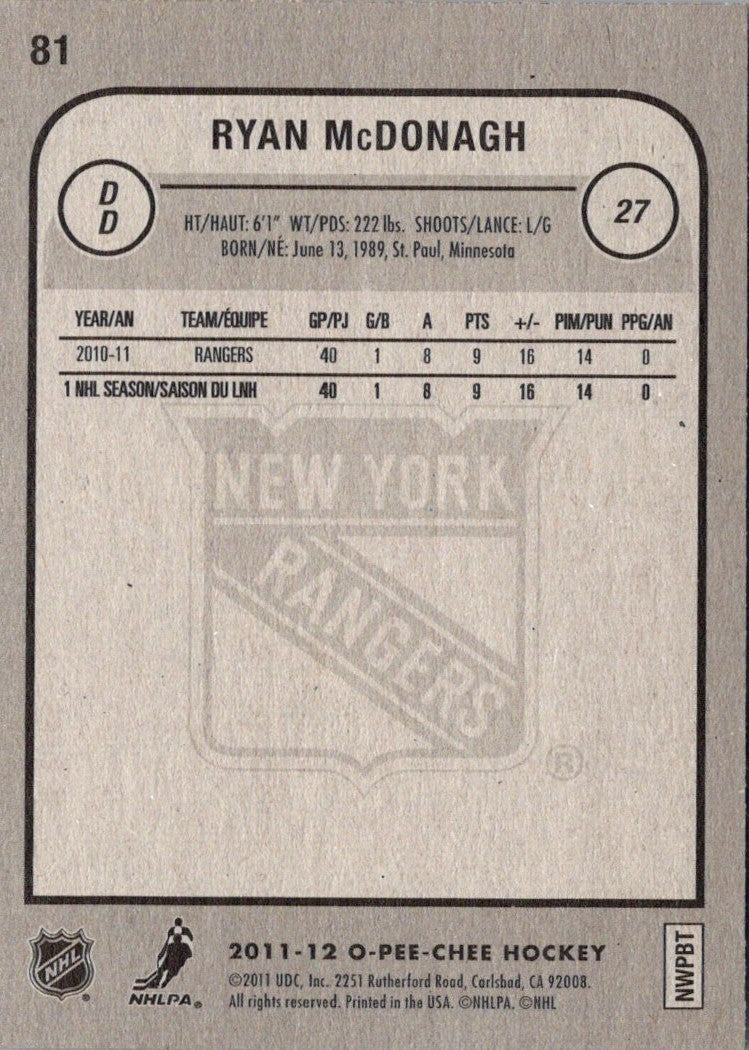 81
RYAN McDONAGH
D
D
27
HT/HAUT: 6'1" WT/PDS: 222 lbs. SHOOTS/LANCE: L/G
BORN/NÉ: June 13, 1989, St. Paul, Minnesota
YEAR/AN TEAM/ÉQUIPE GP/PJ G/B A PTS +/- PIM/PUN PPG/AN
2010-11 RANGERS 40 1 8 9 16 14 0
1 NHL SEASON/SAISON DU LNH 40 1 8 9 16 14 0
NEW YORK
RANGERS
®
NHL ®
NHLPA®
2011-12 O-PEE-CHEE HOCKEY
©2011 UDC, Inc. 2251 Rutherford Road, Carlsbad, CA 92008.
All rights reserved. Printed in the USA. ©NHLPA. ©NHL
NWPBT